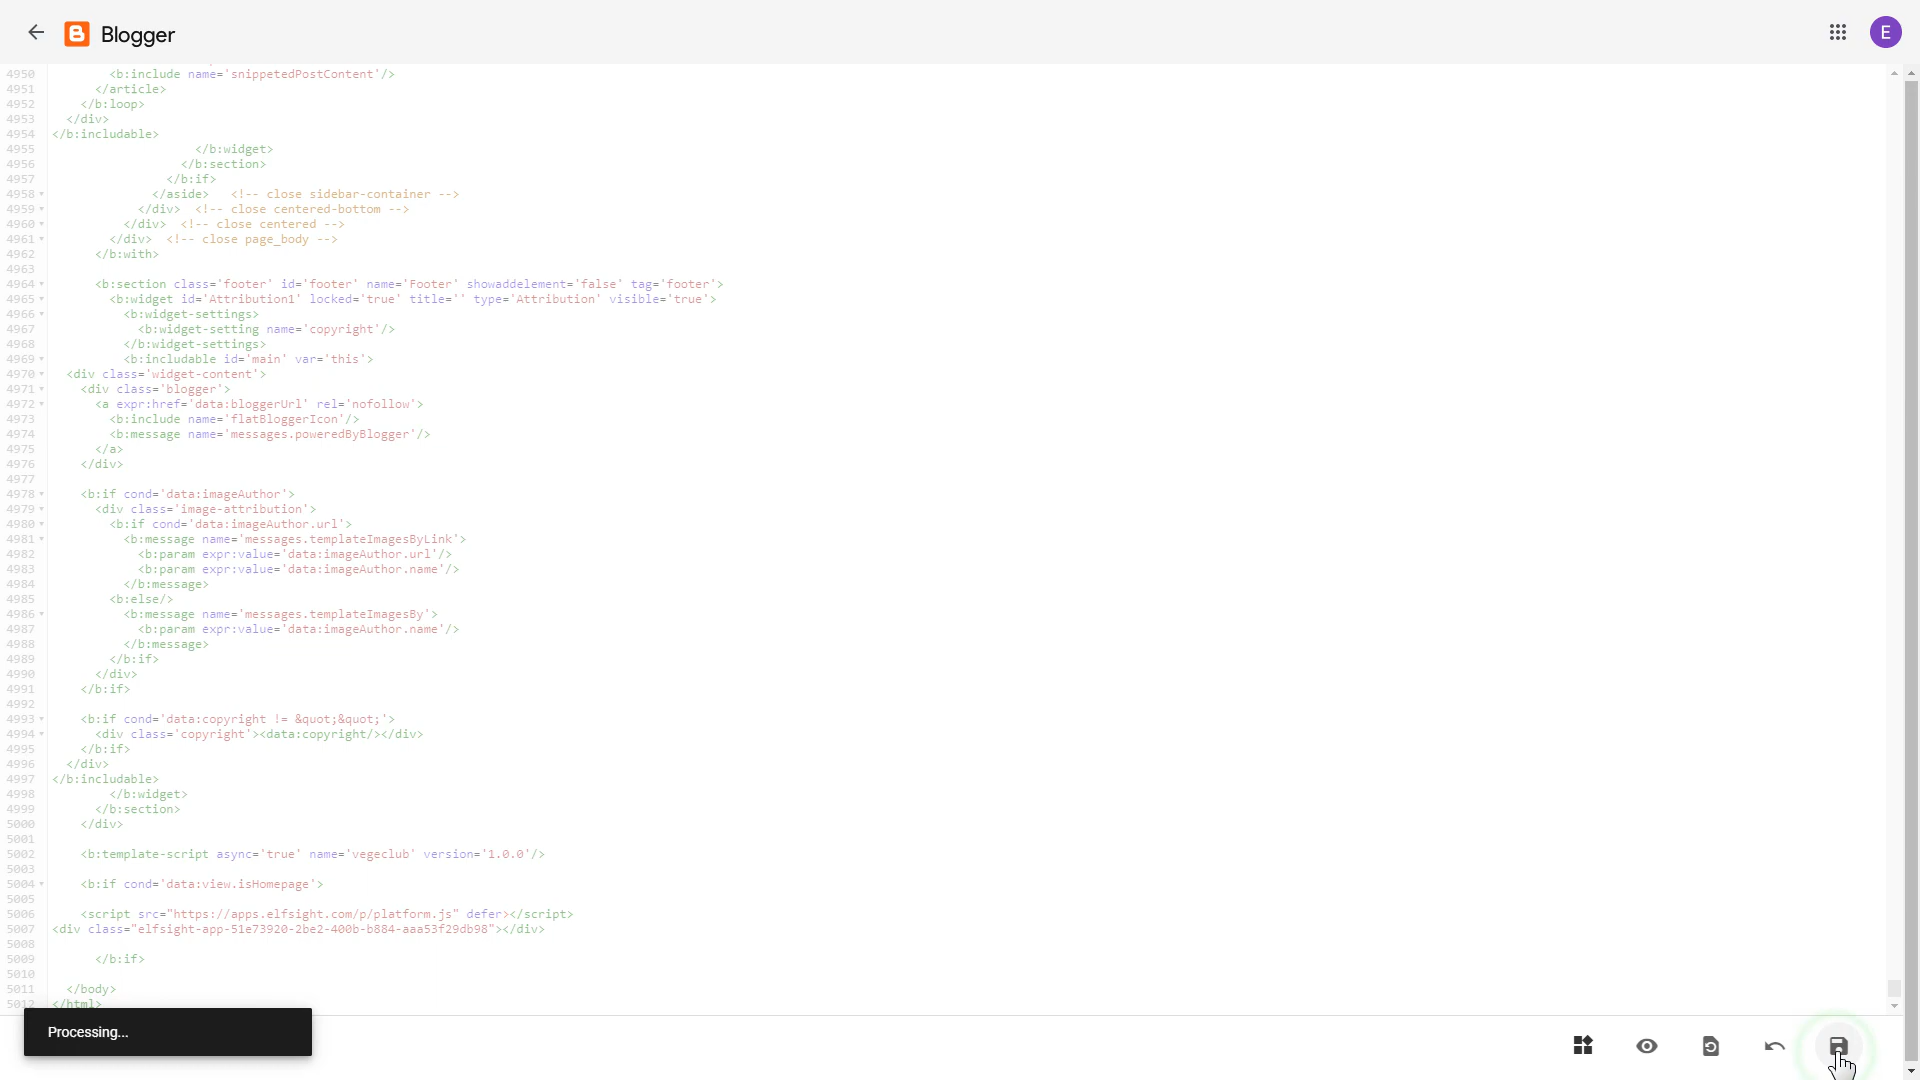 Blogger
E
4950 <b:include name='snippetedPostContent'/>
4951 </article>
4952 </b:loop>
4953 </div>
4954 </b:includable>
4955 </b:widget>
4956 </b:section>
4957 </b:if>
4958 </aside> <!-- close sidebar-container -->
4959 </div> <!-- close centered-bottom -->
4960 </div> <!-- close centered -->
4961 </div> <!-- close page_body -->
4962 </b:with>
4963
4964 <b:section class='footer' id='footer' name='Footer' showaddelement='false' tag='footer'>
4965 <b:widget id='Attribution1' locked='true' title='' type='Attribution' visible='true'>
4966 <b:widget-settings>
4967 <b:widget-setting name='copyright'/>
4968 </b:widget-settings>
4969 <b:includable id='main' var='this'>
4970 <div class='widget-content'>
4971 <div class='blogger'>
4972 <a expr:href='data:bloggerUrl' rel='nofollow'>
4973 <b:include name='flatBloggerIcon'/>
4974 <b:message name='messages.poweredByBlogger'/>
4975 </a>
4976 </div>
4977
4978 <b:if cond='data:imageAuthor'>
4979 <div class='image-attribution'>
4980 <b:if cond='data:imageAuthor.url'>
4981 <b:message name='messages.templateImagesByLink'>
4982 <b:param expr:value='data:imageAuthor.url'/>
4983 <b:param expr:value='data:imageAuthor.name'/>
4984 </b:message>
4985 <b:else/>
4986 <b:message name='messages.templateImagesBy'>
4987 <b:param expr:value='data:imageAuthor.name'/>
4988 </b:message>
4989 </b:if>
4990 </div>
4991 </b:if>
4992
4993 <b:if cond='data:copyright != &quot;&quot;'>
4994 <div class='copyright'><data:copyright/></div>
4995 </b:if>
4996 </div>
4997 </b:includable>
4998 </b:widget>
4999 </b:section>
5000 </div>
5001
5002 <b:template-script async='true' name='vegeclub' version='1.0.0'/>
5003
5004 <b:if cond='data:view.isHomepage'>
5005
5006 <script src="https://apps.elfsight.com/p/platform.js" defer></script>
5007 <div class="elfsight-app-51e73920-2be2-400b-b884-aaa53f29db98"></div>
5008
5009 </b:if>
5010
5011 </body>
5012 </html>
Processing...